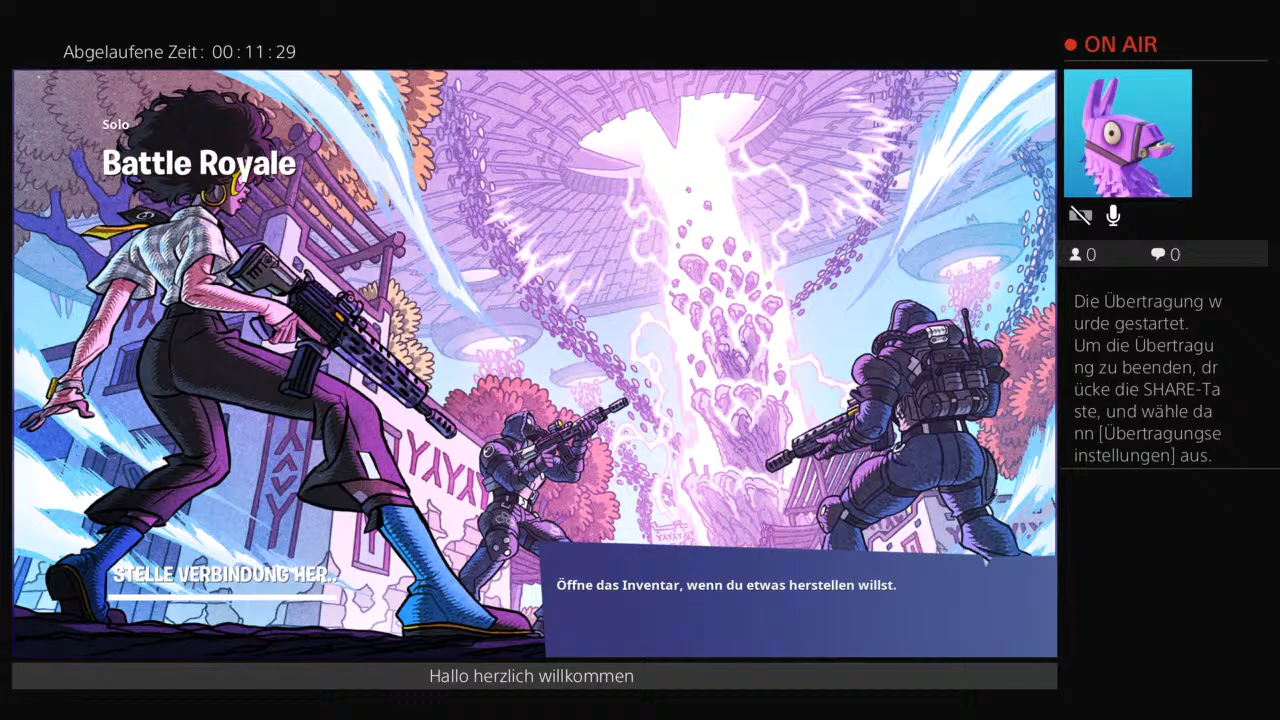 Abgelaufene Zeit: 00:11:29
ON AIR
Solo
Battle Royale
0
0
Die Übertragung w
urde gestartet.
Um die Übertragu
ng zu beenden, dr
ücke die SHARE-Ta
ste, und wähle da
nn [Übertragungse
instellungen] aus.
STELLE VERBINDUNG HER..
Öffne das Inventar, wenn du etwas herstellen willst.
Hallo herzlich willkommen